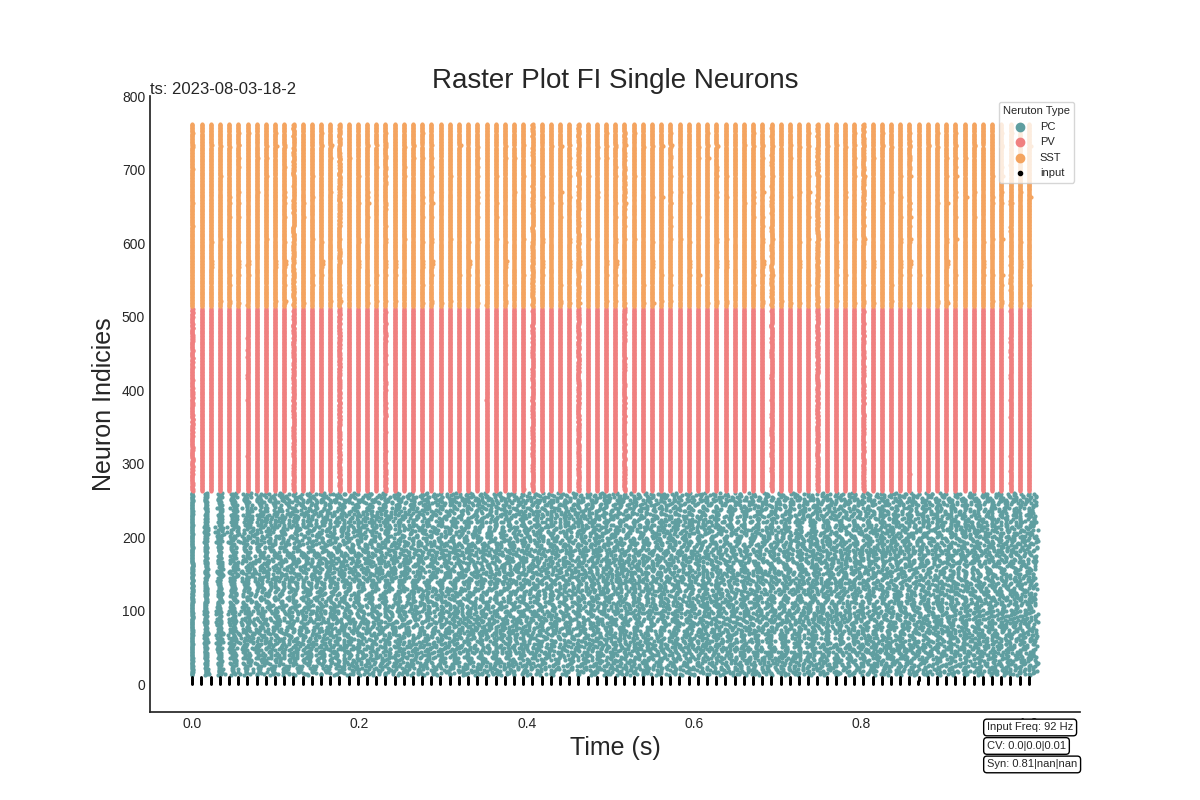 Raster Plot FI Single Neurons
ts: 2023-08-03-18-2
Neruton Type
PC
PV
SST
input
Neuron Indicies
800
700
600
500
400
300
200
100
0
0.0
0.2
0.4
0.6
0.8
Time (s)
Input Freq: 92 Hz
CV: 0.0|0.0|0.01
Syn: 0.81|nan|nan